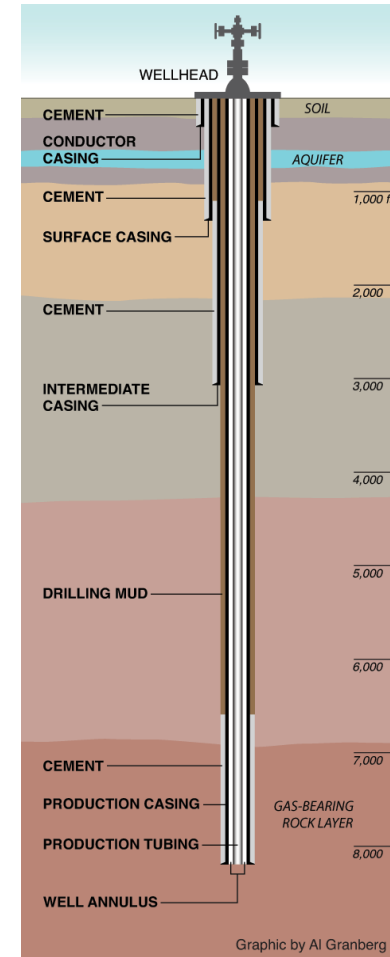 WELLHEAD
CEMENT
SOIL
CONDUCTOR
CASING
AQUIFER
CEMENT
1,000 f
SURFACE CASING
2,000
CEMENT
3,000
INTERMEDIATE
CASING
4,000
5,000
DRILLING MUD
6,000
7,000
CEMENT
PRODUCTION CASING
GAS-BEARING
ROCK LAYER
PRODUCTION TUBING
8,000
WELL ANNULUS
Graphic by Al Granberg